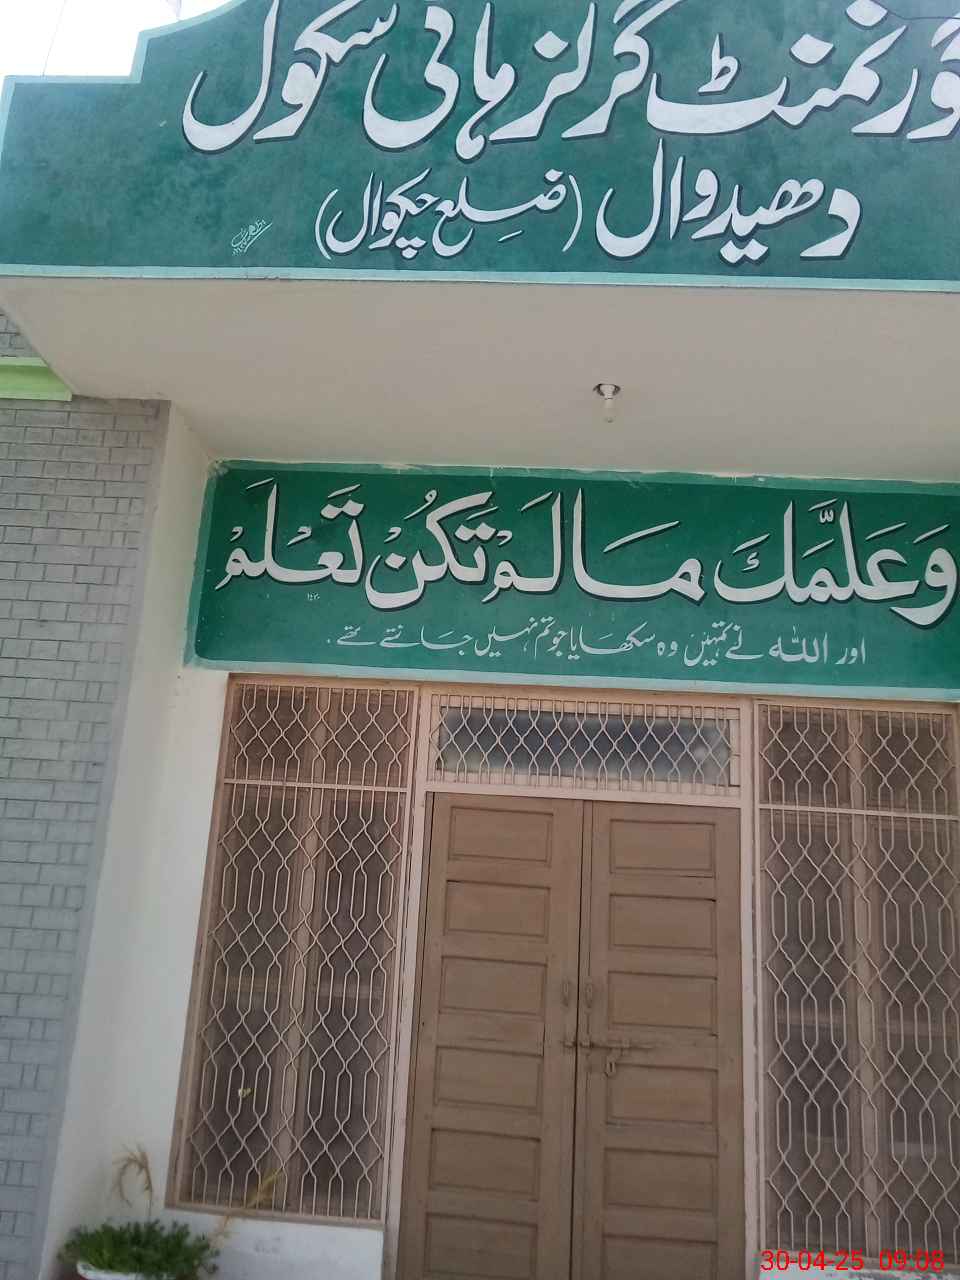 گورنمنٹ گرلز ہائی سکول
دھیدوال (ضلع چکوال)
وَعَلَّمَكَ مَا لَمْ تَكُنْ تَعْلَمْ
اور اللہ نے تمہیں وہ سکھایا جو تم نہیں جانتے تھے.
30-04-25 09:08